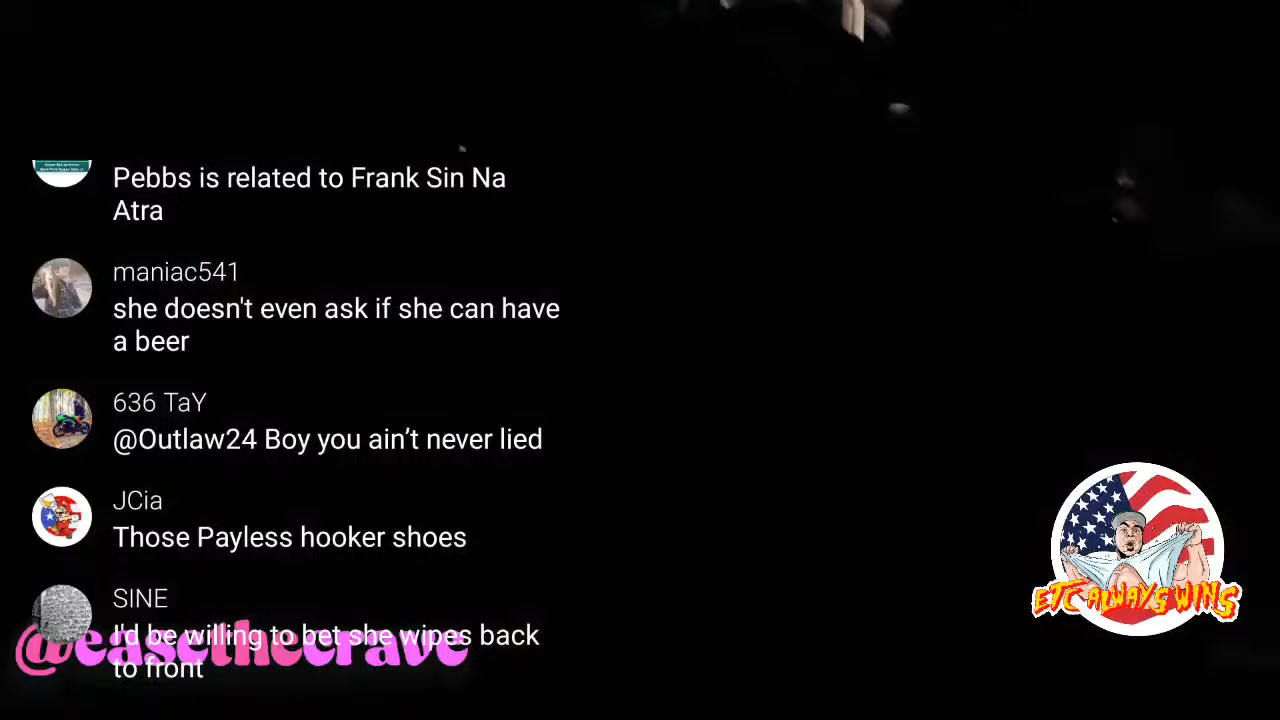 Pebbs is related to Frank Sin Na
Atra
maniac541
she doesn't even ask if she can have
a beer
636 TaY
@Outlaw24 Boy you ain’t never lied
JCia
Those Payless hooker shoes
SINE
I'd be willing to bet she wipes back
to front
@easethecrave
ETC ALWAYS WINS